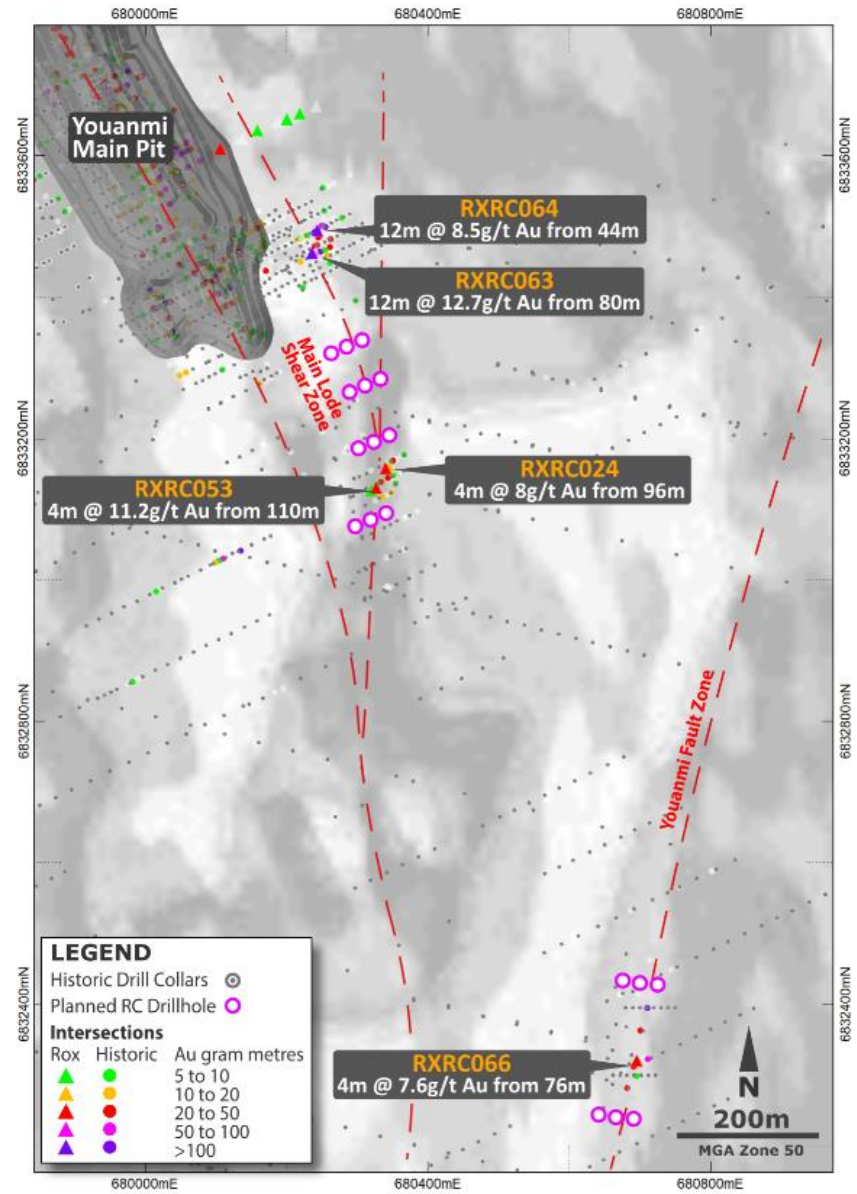 680000mE
680400mE
680800mE
6833600mN
6833600mN
Youanmi
Main Pit
RXRC064
12m @ 8.5g/t Au from 44m
RXRC063
12m @ 12.7g/t Au from 80m
Main Lode
Shear Zone
6833200mN
6833200mN
RXRC053
4m @ 11.2g/t Au from 110m
RXRC024
4m @ 8g/t Au from 96m
6832800mN
6832800mN
Youanmi Fault Zone
LEGEND
Historic Drill Collars
Planned RC Drillhole
Intersections
Rox Historic Au gram metres
5 to 10
10 to 20
20 to 50
50 to 100
>100
6832400mN
6832400mN
RXRC066
4m @ 7.6g/t Au from 76m
N
200m
MGA Zone 50
680000mE
680400mE
680800mE